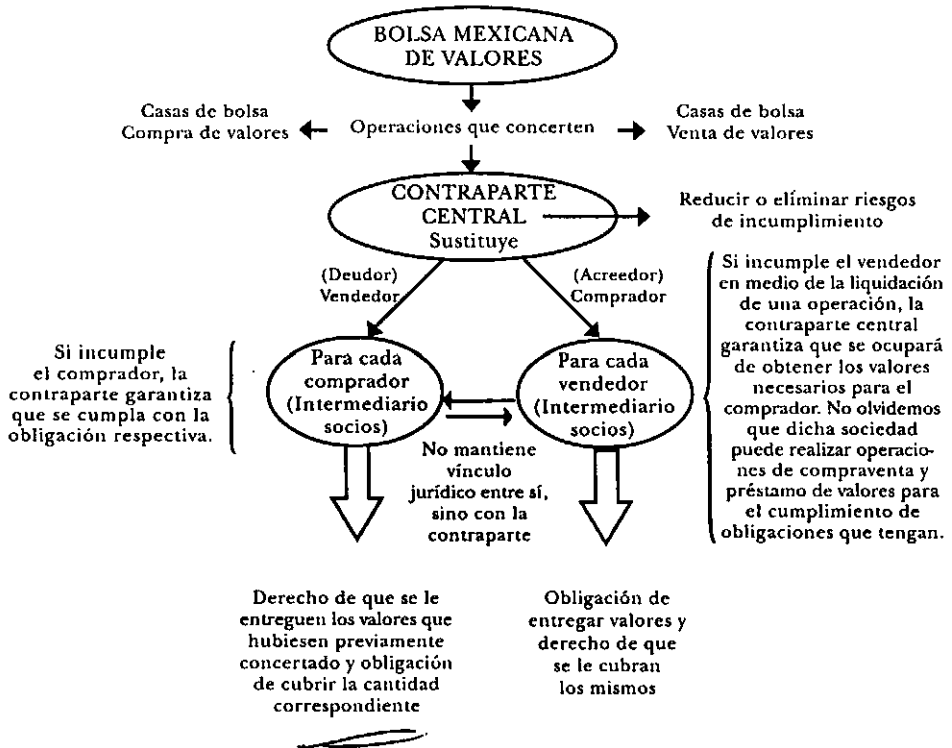 BOLSA MEXICANA
DE VALORES
Casas de bolsa
Compra de valores
Operaciones que concerten
Casas de bolsa
Venta de valores
CONTRAPARTE
CENTRAL
Sustituye
Reducir o elíminar riesgos
de incumplimiento
(Deudor)
Vendedor
(Acreedor)
Comprador
Si incumple
el comprador, la
contraparte garantiza
que se cumpla con la
obligación respectiva.
Para cada
comprador
(Intermediario
socios)
Para cada
vendedor
(Intermediario
socios)
Si incumple el vendedor
en medio de la liquidación
de una operación, la
contraparte central
garantiza que se ocupará
de obtener los valores
necesarios para el
comprador. No olvidemos
que dicha sociedad
puede realizar operacio-
nes de compraventa y
préstamo de valores para
el cumplimiento de
obligaciones que tengan.
No mantiene
vínculo
jurídico entre sí,
sino con la
contraparte
Derecho de que se le
entreguen los valores que
hubiesen previamente
concertado y obligación
de cubrir la cantidad
correspondiente
Obligación de
entregar valores y
derecho de que
se le cubran
los mismos